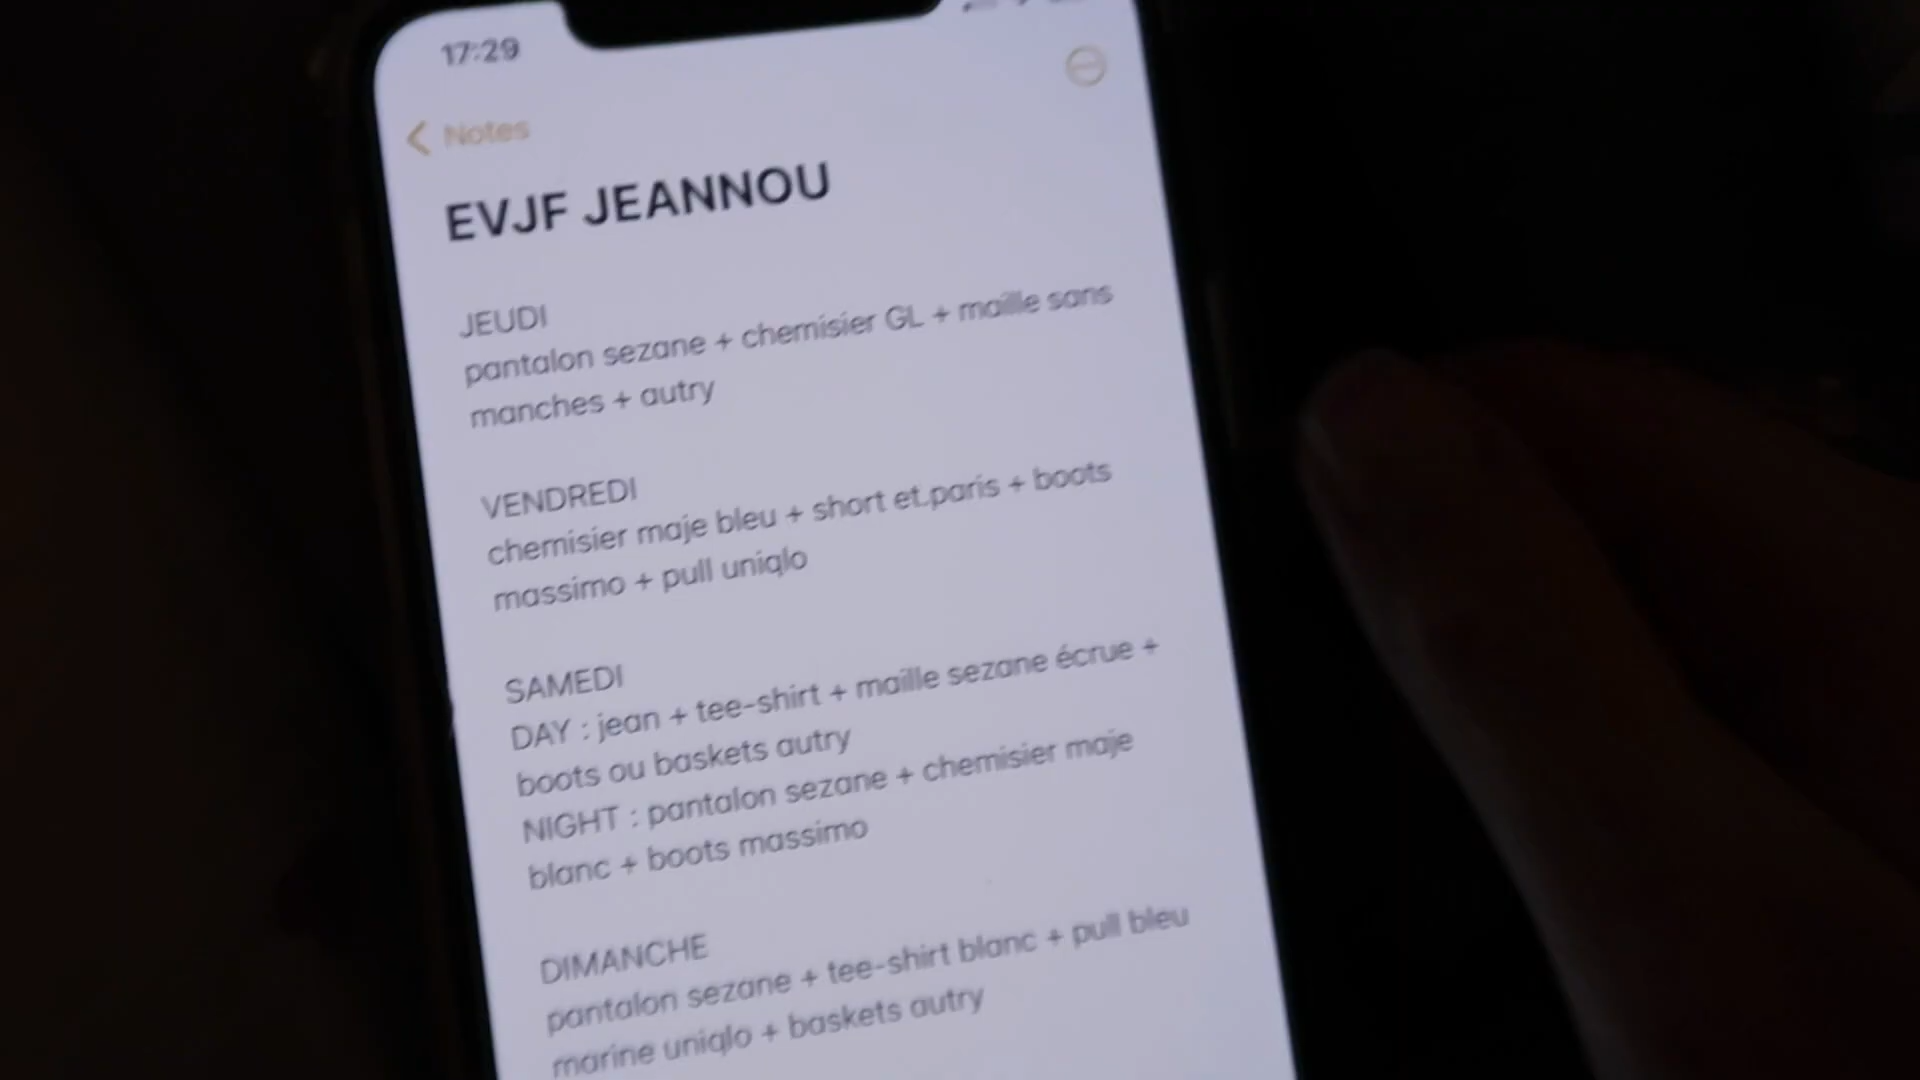 17:29
Notes
EVJF JEANNOU
JEUDI
pantalon sezane + chemisier GL + maille sans
manches + autry
VENDREDI
chemisier maje bleu + short et.paris + boots
massimo + pull uniqlo
SAMEDI
DAY : jean + tee-shirt + maille sezane écrue +
boots ou baskets autry
NIGHT : pantalon sezane + chemisier maje
blanc + boots massimo
DIMANCHE
pantalon sezane + tee-shirt blanc + pull bleu
marine uniqlo + baskets autry